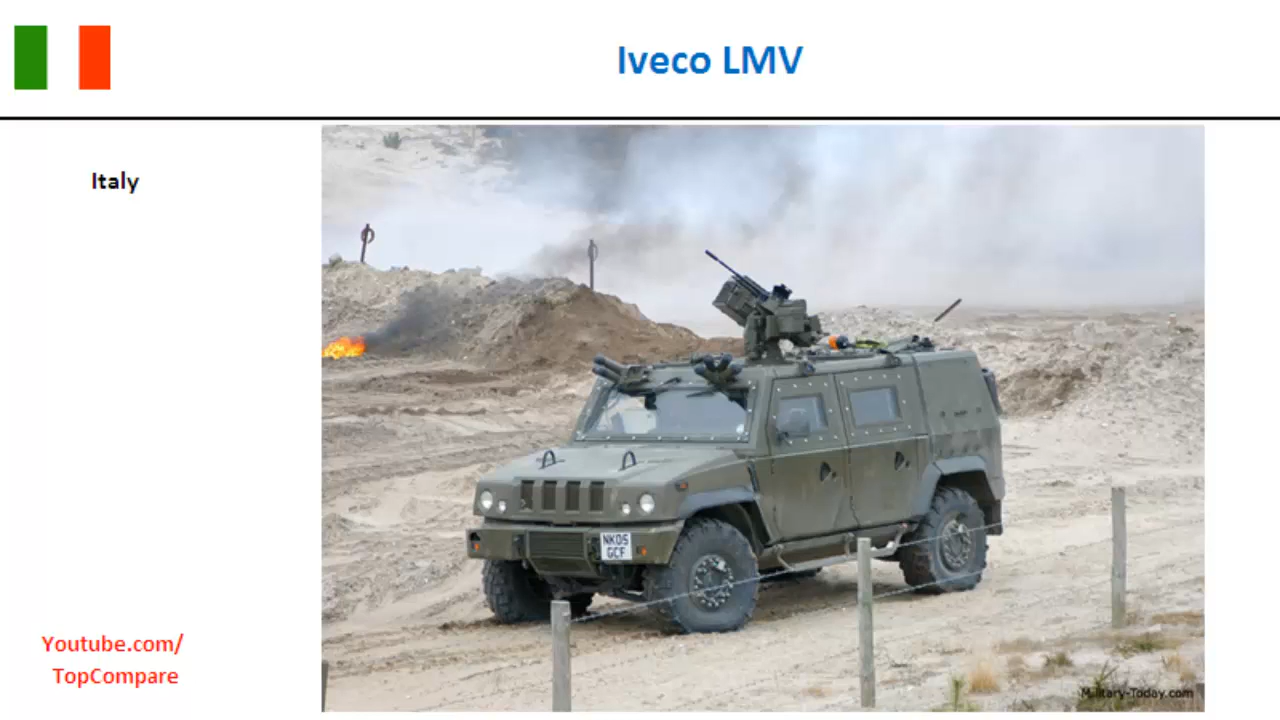 Iveco LMV
Italy
NK05
GCF
Youtube.com/
TopCompare
Military-Today.com